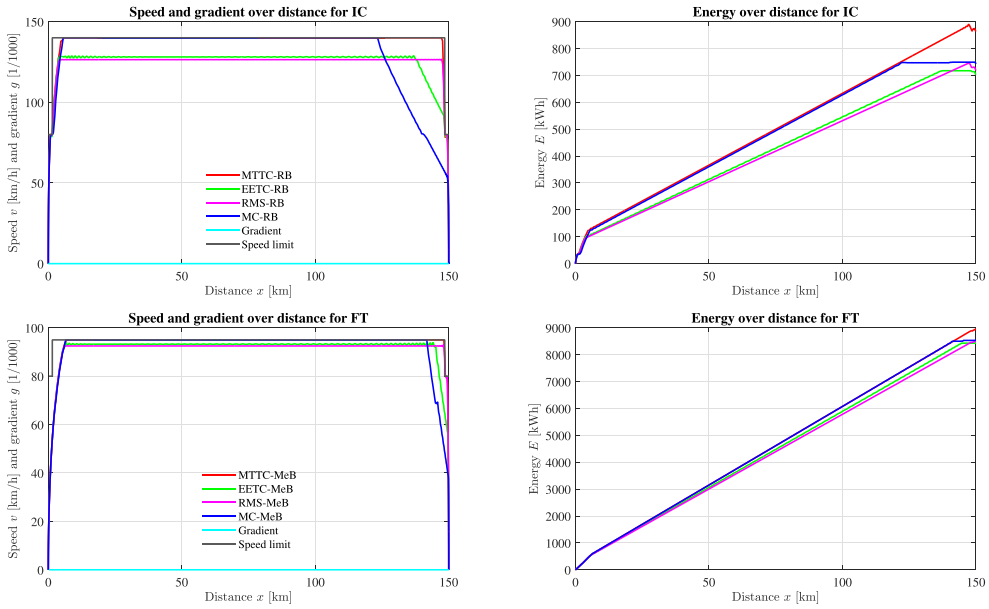 Speed and gradient over distance for IC
Speed v [km/h] and gradient g [1/1000]
150
100
50
0
MTTC-RB
EETC-RB
RMS-RB
MC-RB
Gradient
Speed limit
0 50 100 150
Distance x [km]
Energy over distance for IC
Energy E [kWh]
900
800
700
600
500
400
300
200
100
0
0 50 100 150
Distance x [km]
Speed and gradient over distance for FT
Speed v [km/h] and gradient g [1/1000]
100
80
60
40
20
0
MTTC-MeB
EETC-MeB
RMS-MeB
MC-MeB
Gradient
Speed limit
0 50 100 150
Distance x [km]
Energy over distance for FT
Energy E [kWh]
9000
8000
7000
6000
5000
4000
3000
2000
1000
0
0 50 100 150
Distance x [km]